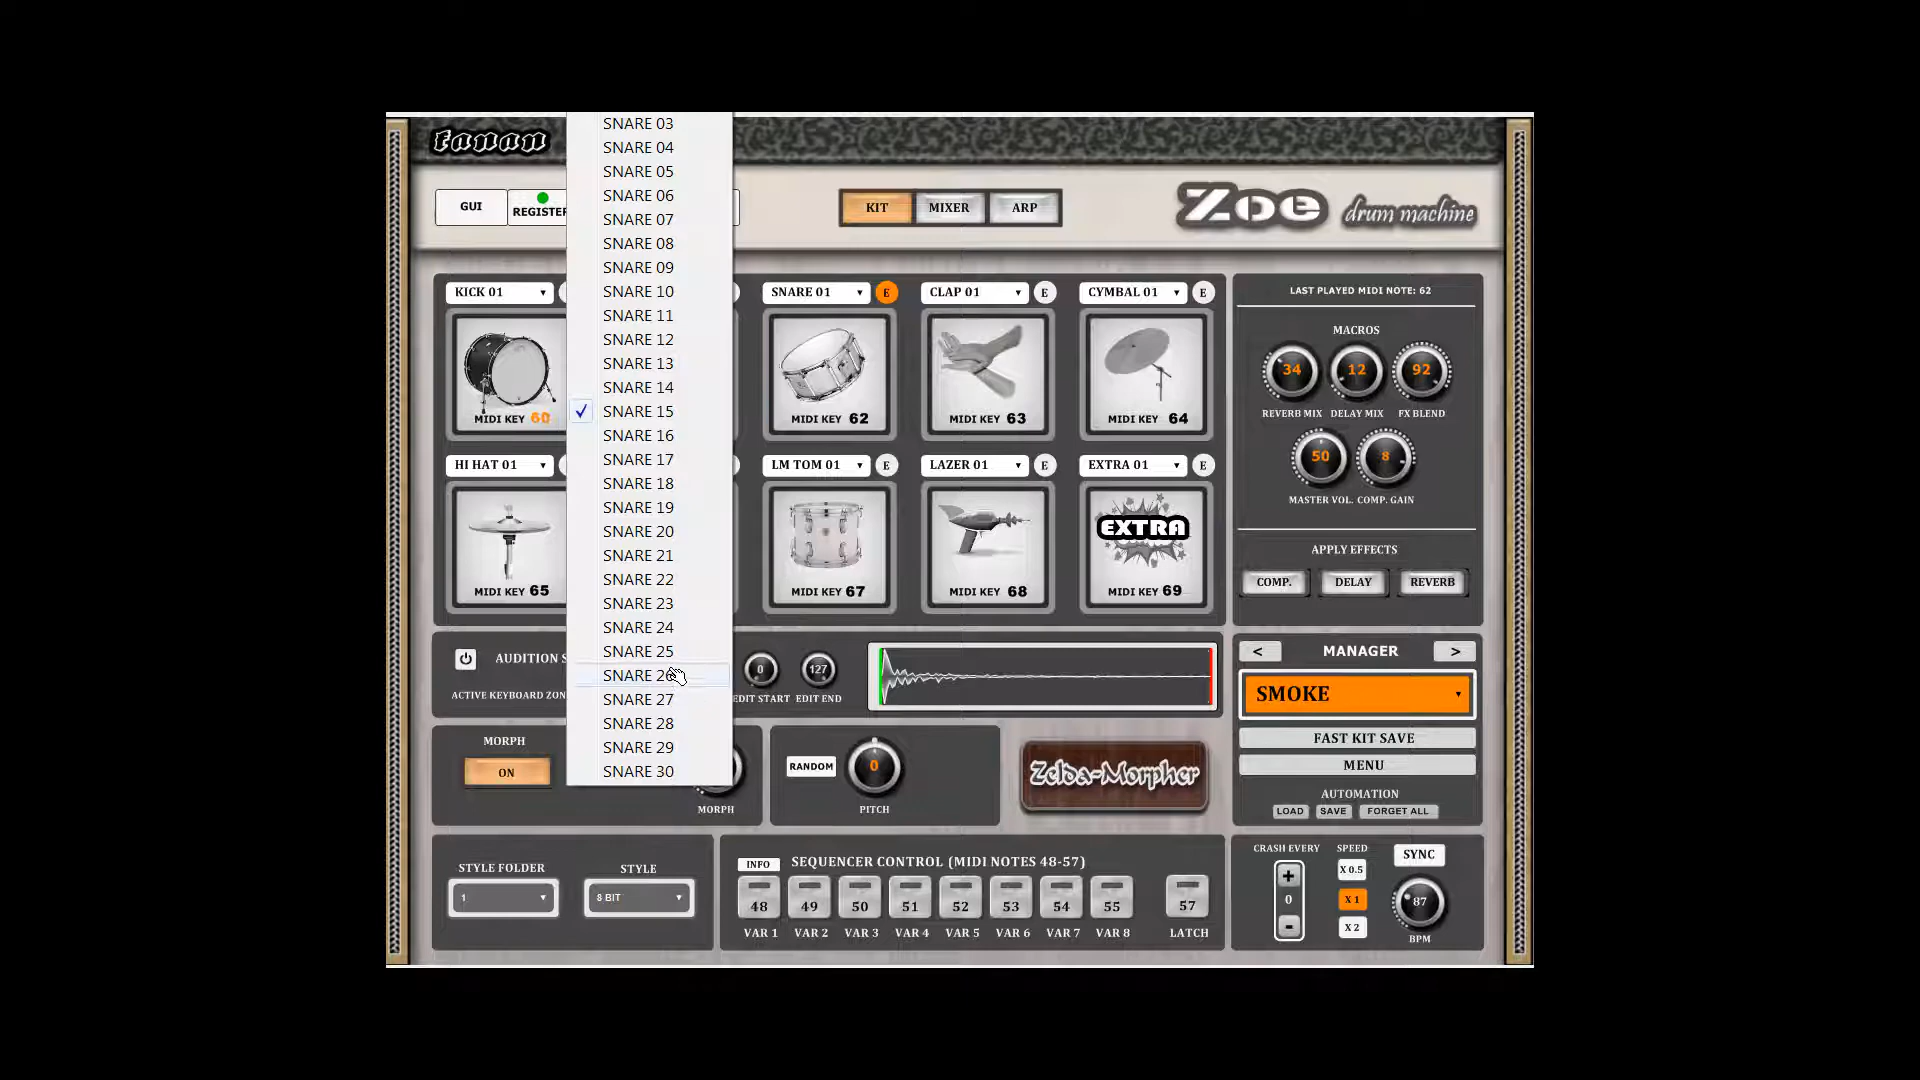 fanan
SNARE 03
SNARE 04
SNARE 05
SNARE 06
SNARE 07
SNARE 08
SNARE 09
SNARE 10
SNARE 11
SNARE 12
SNARE 13
SNARE 14
SNARE 15
SNARE 16
SNARE 17
SNARE 18
SNARE 19
SNARE 20
SNARE 21
SNARE 22
SNARE 23
SNARE 24
SNARE 25
SNARE 26
SNARE 27
SNARE 28
SNARE 29
SNARE 30
GUI
REGISTER
KIT MIXER ARP
Zoe drum machine
KICK 01
SNARE 01 E
CLAP 01 E
CYMBAL 01 E
MIDI KEY 60
MIDI KEY 62
MIDI KEY 63
MIDI KEY 64
HI HAT 01
LM TOM 01 E
LAZER 01 E
EXTRA 01 E
EXTRA
MIDI KEY 65
MIDI KEY 67
MIDI KEY 68
MIDI KEY 69
LAST PLAYED MIDI NOTE: 62
MACROS
34 12 92
REVERB MIX DELAY MIX FX BLEND
50 8
MASTER VOL. COMP. GAIN
APPLY EFFECTS
COMP. DELAY REVERB
AUDITION S
ACTIVE KEYBOARD ZON
0 127
EDIT START EDIT END
< MANAGER >
SMOKE
FAST KIT SAVE
MENU
AUTOMATION
LOAD SAVE FORGET ALL
MORPH
ON
MORPH
RANDOM
0
PITCH
Zelda-Morpher
STYLE FOLDER
1
STYLE
8 BIT
INFO SEQUENCER CONTROL (MIDI NOTES 48-57)
48 49 50 51 52 53 54 55 57
VAR 1 VAR 2 VAR 3 VAR 4 VAR 5 VAR 6 VAR 7 VAR 8 LATCH
CRASH EVERY
+
0
-
SPEED
X 0.5
X 1
X 2
SYNC
87
BPM